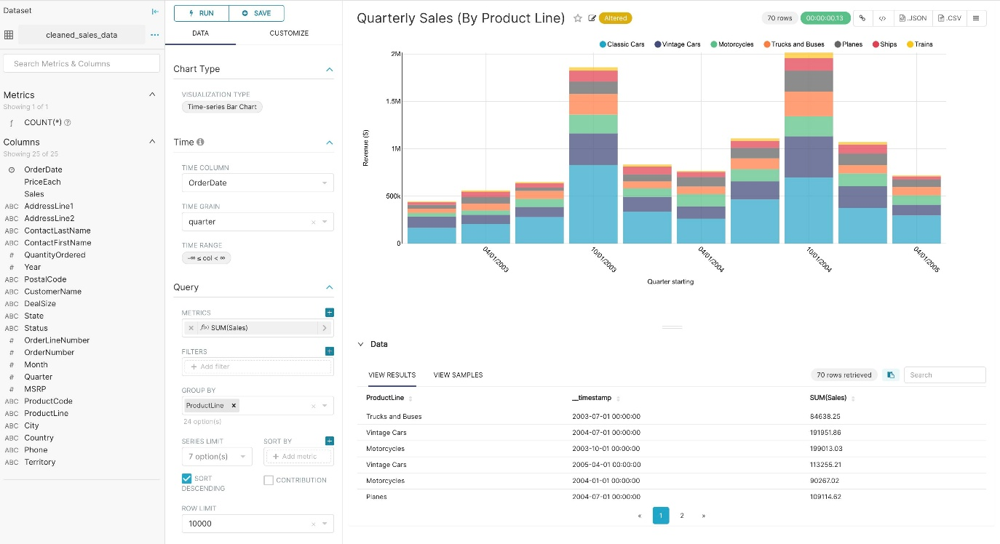 Dataset
cleaned_sales_data
Search Metrics & Columns
Metrics
Showing 1 of 1
ƒ COUNT(*)
Columns
Showing 25 of 25
OrderDate
PriceEach
Sales
ABC AddressLine1
ABC AddressLine2
ABC ContactLastName
ABC ContactFirstName
# QuantityOrdered
# Year
ABC PostalCode
ABC CustomerName
ABC DealSize
ABC State
ABC Status
# OrderLineNumber
# OrderNumber
# Month
# Quarter
# MSRP
ABC ProductCode
ABC ProductLine
ABC City
ABC Country
ABC Phone
ABC Territory
RUN SAVE
DATA CUSTOMIZE
Chart Type
VISUALIZATION TYPE
Time-series Bar Chart
Time
TIME COLUMN
OrderDate
TIME GRAIN
quarter
TIME RANGE
-∞ ≤ col < ∞
Query
METRICS
ƒ(x) SUM(Sales)
FILTERS
+ Add filter
GROUP BY
ProductLine
24 option(s)
SERIES LIMIT SORT BY
7 option(s) + Add metric
SORT DESCENDING CONTRIBUTION
ROW LIMIT
10000
Quarterly Sales (By Product Line) Altered 70 rows 00:00:00.13 .JSON .CSV
Classic Cars Vintage Cars Motorcycles Trucks and Buses Planes Ships Trains
2M
1.5M
1M
500k
0
Revenue ($)
04/01/2003 10/01/2003 04/01/2004 10/01/2004 04/01/2005
Quarter starting
Data
VIEW RESULTS VIEW SAMPLES 70 rows retrieved Search
ProductLine __timestamp SUM(Sales)
Trucks and Buses 2003-07-01 00:00:00 84638.25
Vintage Cars 2004-07-01 00:00:00 191951.86
Motorcycles 2003-10-01 00:00:00 199013.03
Vintage Cars 2005-04-01 00:00:00 113255.21
Motorcycles 2004-01-01 00:00:00 90267.02
Planes 2004-07-01 00:00:00 109114.62
« 1 2 »